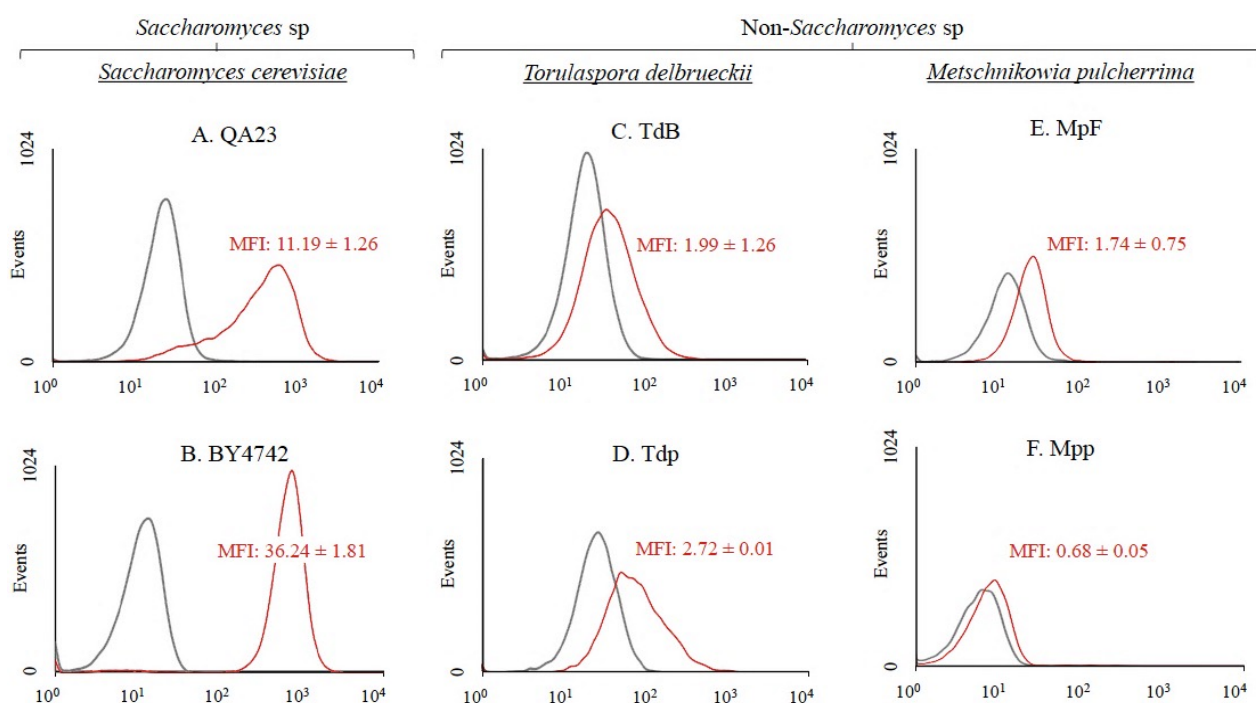 Saccharomyces sp
Non-Saccharomyces sp
Saccharomyces cerevisiae
Torulaspora delbrueckii
Metschnikowia pulcherrima
A. QA23
1024
Events
0
MFI: 11.19 ± 1.26
10⁰ 10¹ 10² 10³ 10⁴
C. TdB
1024
Events
0
MFI: 1.99 ± 1.26
10⁰ 10¹ 10² 10³ 10⁴
E. MpF
1024
Events
0
MFI: 1.74 ± 0.75
10⁰ 10¹ 10² 10³ 10⁴
B. BY4742
1024
Events
0
MFI: 36.24 ± 1.81
10⁰ 10¹ 10² 10³ 10⁴
D. Tdp
1024
Events
0
MFI: 2.72 ± 0.01
10⁰ 10¹ 10² 10³ 10⁴
F. Mpp
1024
Events
0
MFI: 0.68 ± 0.05
10⁰ 10¹ 10² 10³ 10⁴